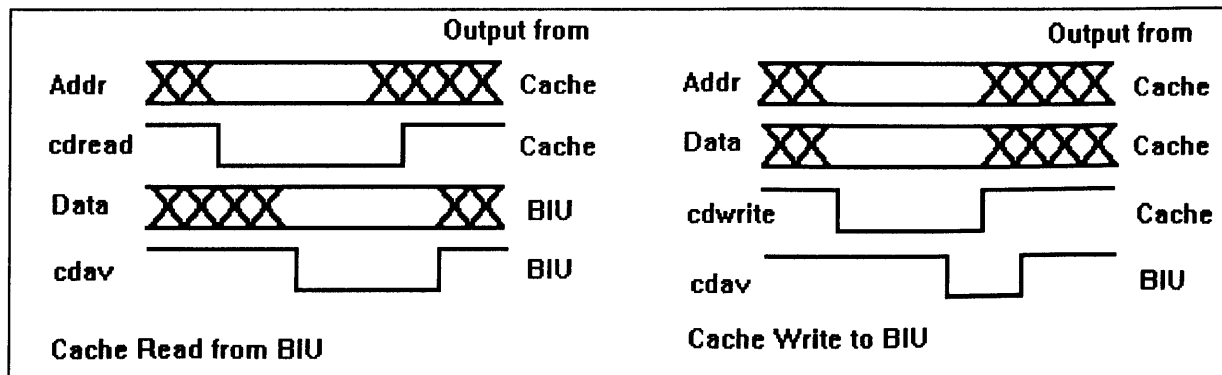 Output from
Addr Cache
cdread Cache
Data BIU
cdav BIU
Cache Read from BIU
Output from
Addr Cache
Data Cache
cdwrite Cache
cdav BIU
Cache Write to BIU